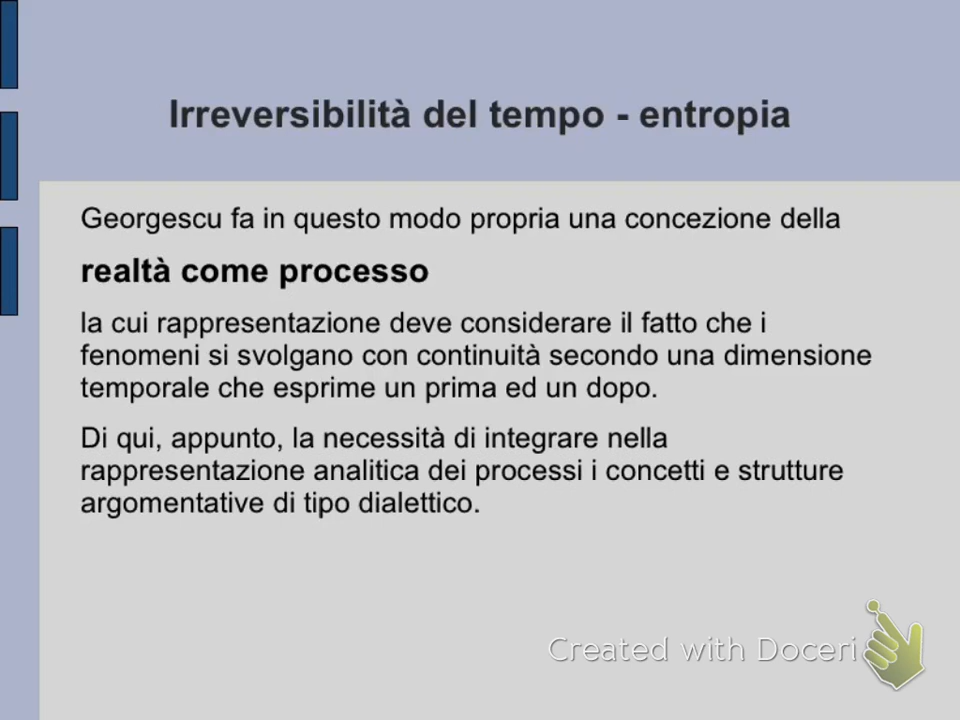 Irreversibilità del tempo - entropia
Georgescu fa in questo modo propria una concezione della
realtà come processo
la cui rappresentazione deve considerare il fatto che i
fenomeni si svolgano con continuità secondo una dimensione
temporale che esprime un prima ed un dopo.
Di qui, appunto, la necessità di integrare nella
rappresentazione analitica dei processi i concetti e strutture
argomentative di tipo dialettico.
Created with Doceri